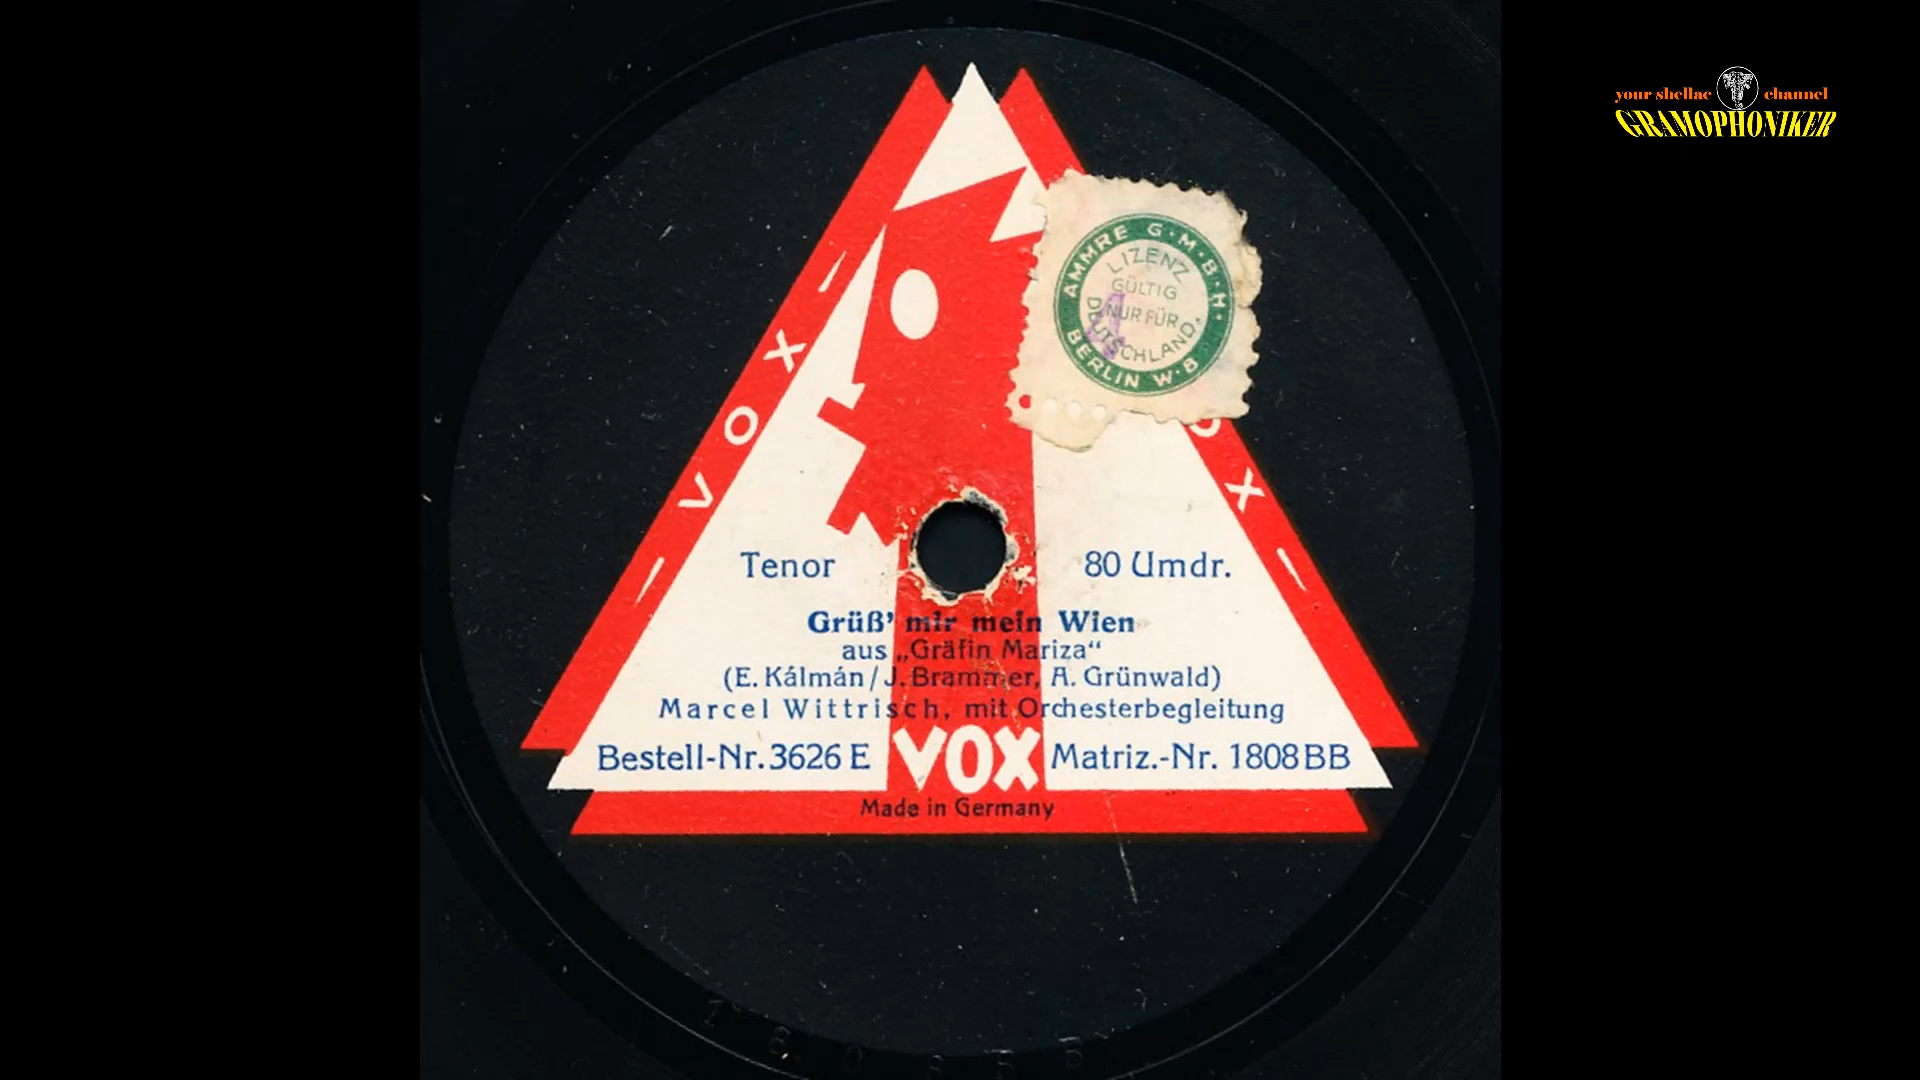 your shellac channel
GRAMOPHONIKER
AMMRE G·M·B·H·
LIZENZ
GÜLTIG
NUR FÜR
DEUTSCHLAND.
BERLIN W·8
VOX
OX
Tenor 80 Umdr.
Grüß' mir mein Wien
aus „Gräfin Mariza“
(E. Kálmán / J. Brammer, A. Grünwald)
Marcel Wittrisch, mit Orchesterbegleitung
Bestell-Nr. 3626 E VOX Matriz.-Nr. 1808 BB
Made in Germany